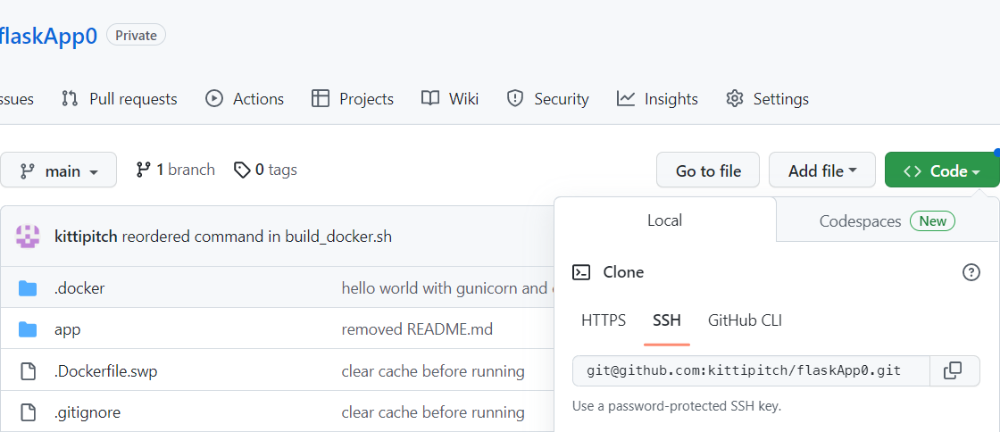 flaskApp0 Private
ssues Pull requests Actions Projects Wiki Security Insights Settings
main 1 branch 0 tags Go to file Add file Code
Local Codespaces New
kittipitch reordered command in build_docker.sh
Clone
.docker hello world with gunicorn and
HTTPS SSH GitHub CLI
app removed README.md
git@github.com:kittipitch/flaskApp0.git
.Dockerfile.swp clear cache before running
Use a password-protected SSH key.
.gitignore clear cache before running